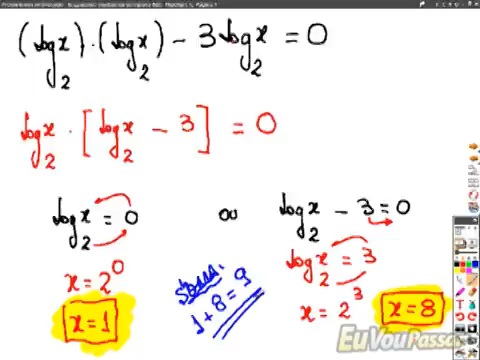 (log₂x)·(log₂x) - 3log₂x = 0
log₂x · [log₂x - 3] = 0
log₂x = 0 ou log₂x - 3 = 0
x = 2⁰ log₂x = 3
x = 1 x = 2³ x = 8
Soma:
1 + 8 = 9
EuVouPassar